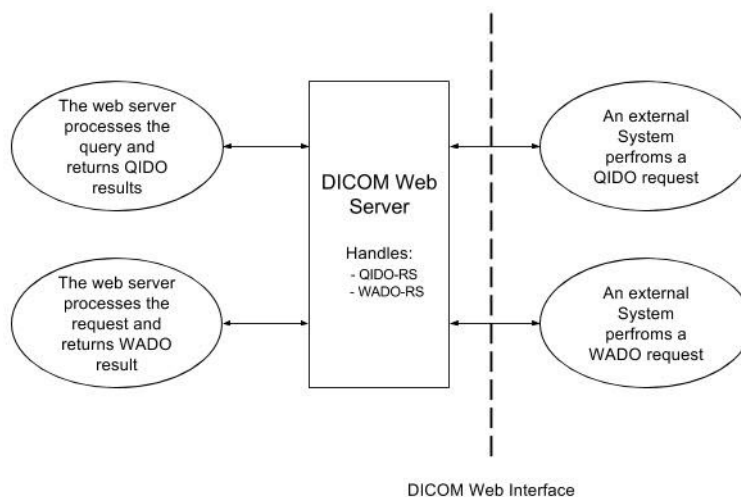 The web server
processes the
query and
returns QIDO
results
DICOM Web
Server
Handles:
- QIDO-RS
- WADO-RS
An external
System
perfroms a
QIDO request
The web server
processes the
request and
returns WADO
result
An external
System
perfroms a
WADO request
DICOM Web Interface